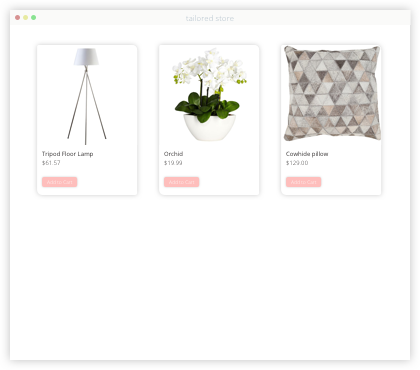 tailored store
Tripod Floor Lamp
$61.57
Orchid
$19.99
Cowhide pillow
$129.00
Add to Cart
Add to Cart
Add to Cart